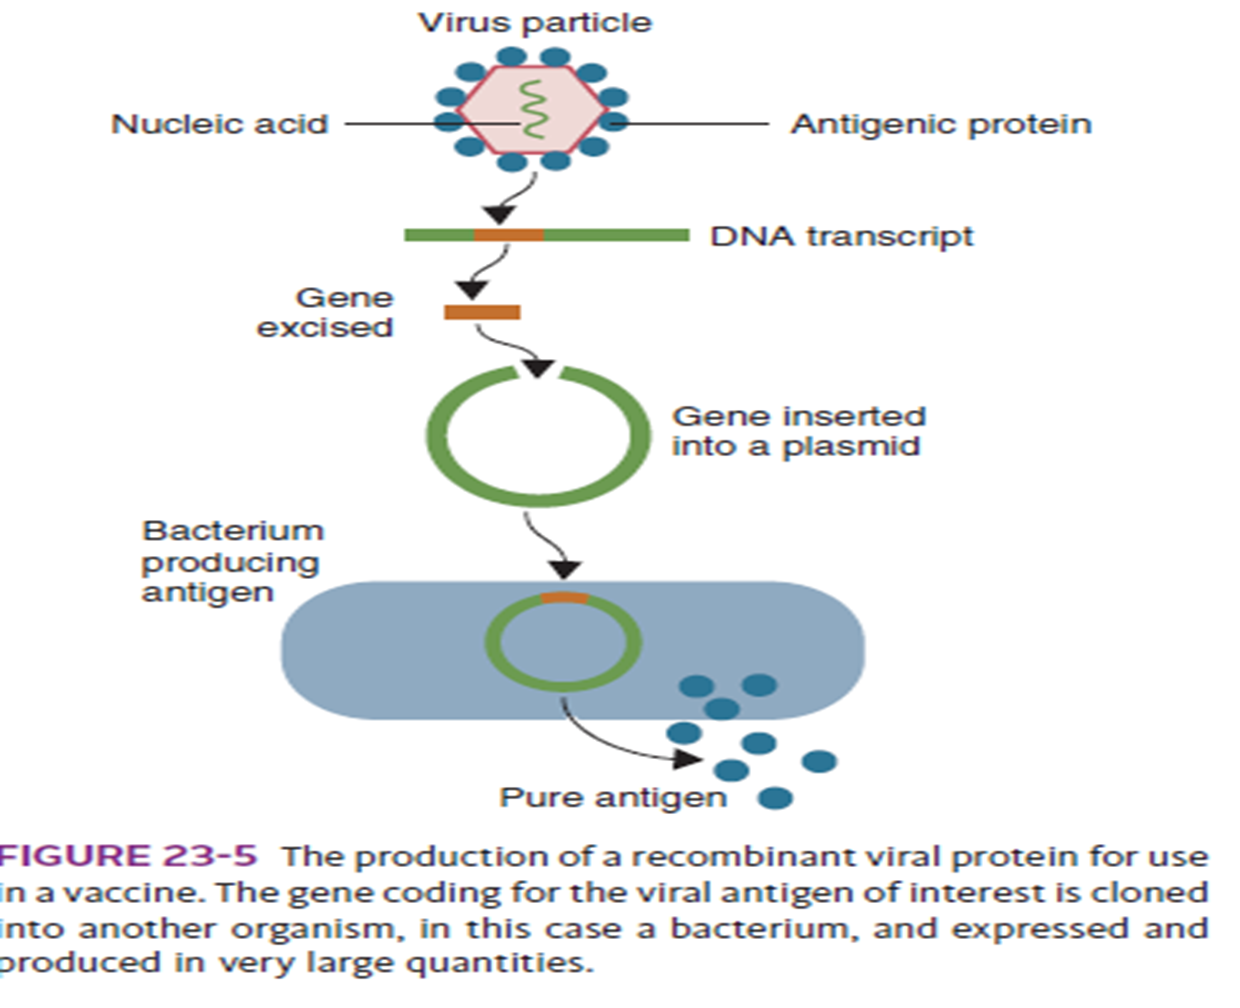 Virus particle
Nucleic acid
Antigenic protein
DNA transcript
Gene
excised
Gene inserted
into a plasmid
Bacterium
producing
antigen
Pure antigen
FIGURE 23-5 The production of a recombinant viral protein for use
in a vaccine. The gene coding for the viral antigen of interest is cloned
into another organism, in this case a bacterium, and expressed and
produced in very large quantities.